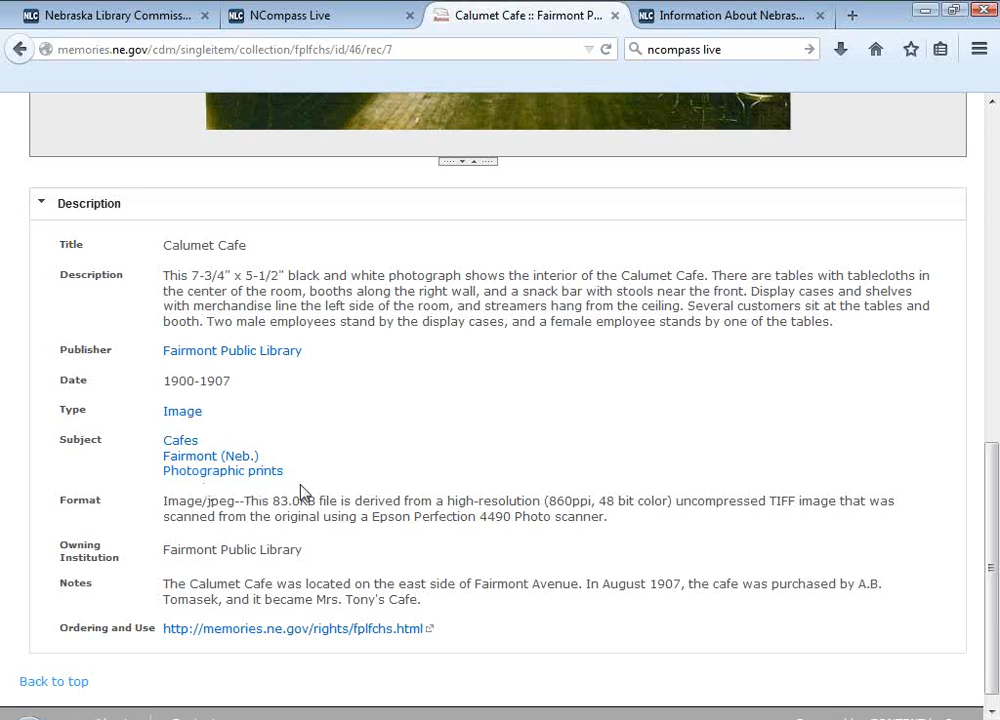 Nebraska Library Commiss...
NCompass Live
Calumet Cafe :: Fairmont P...
Information About Nebras...
memories.ne.gov/cdm/singleitem/collection/fplfchs/id/46/rec/7
ncompass live
Description
Title
Calumet Cafe
Description
This 7-3/4" x 5-1/2" black and white photograph shows the interior of the Calumet Cafe. There are tables with tablecloths in
the center of the room, booths along the right wall, and a snack bar with stools near the front. Display cases and shelves
with merchandise line the left side of the room, and streamers hang from the ceiling. Several customers sit at the tables and
booth. Two male employees stand by the display cases, and a female employee stands by one of the tables.
Publisher
Fairmont Public Library
Date
1900-1907
Type
Image
Subject
Cafes
Fairmont (Neb.)
Photographic prints
Format
Image/jpeg--This file is derived from a high-resolution (860ppi, 48 bit color) uncompressed TIFF image that was
scanned from the original using a Epson Perfection 4490 Photo scanner.
Owning
Institution
Fairmont Public Library
Notes
The Calumet Cafe was located on the east side of Fairmont Avenue. In August 1907, the cafe was purchased by A.B.
Tomasek, and it became Mrs. Tony's Cafe.
Ordering and Use
http://memories.ne.gov/rights/fplfchs.html
Back to top